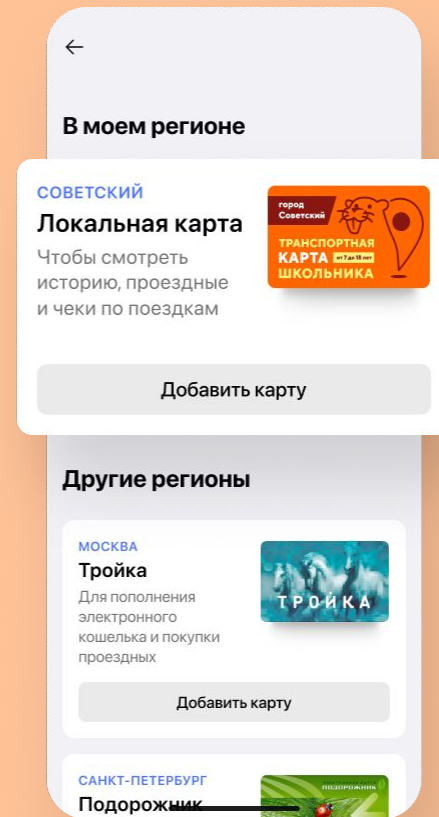 В моем регионе
СОВЕТСКИЙ
Локальная карта
Чтобы смотреть
историю, проездные
и чеки по поездкам
город
Советский
ТРАНСПОРТНАЯ
КАРТА от 7 до 18 лет
ШКОЛЬНИКА
Добавить карту
Другие регионы
МОСКВА
Тройка
Для пополнения
электронного
кошелька и покупки
проездных
ТРОЙКА
Добавить карту
САНКТ-ПЕТЕРБУРГ
Подорожник
ПОДОРОЖНИК